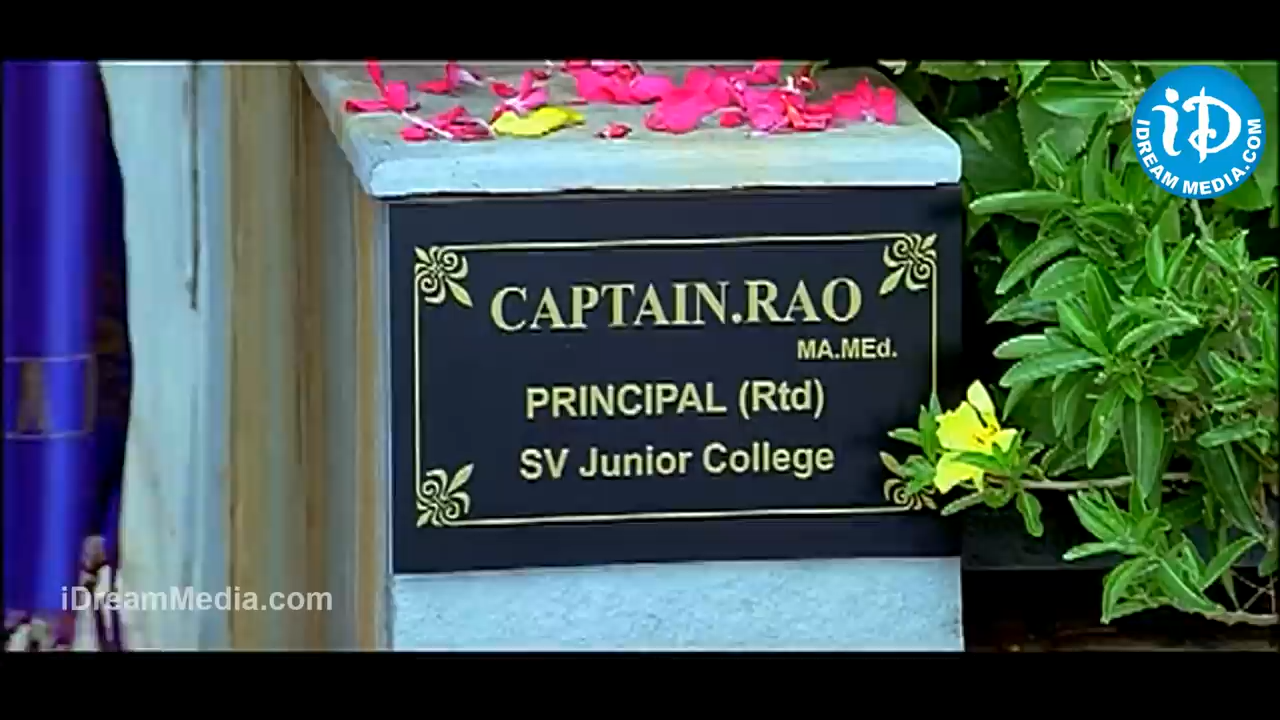 iD
IDREAM MEDIA.COM
CAPTAIN.RAO
MA.MEd.
PRINCIPAL (Rtd)
SV Junior College
iDreamMedia.com